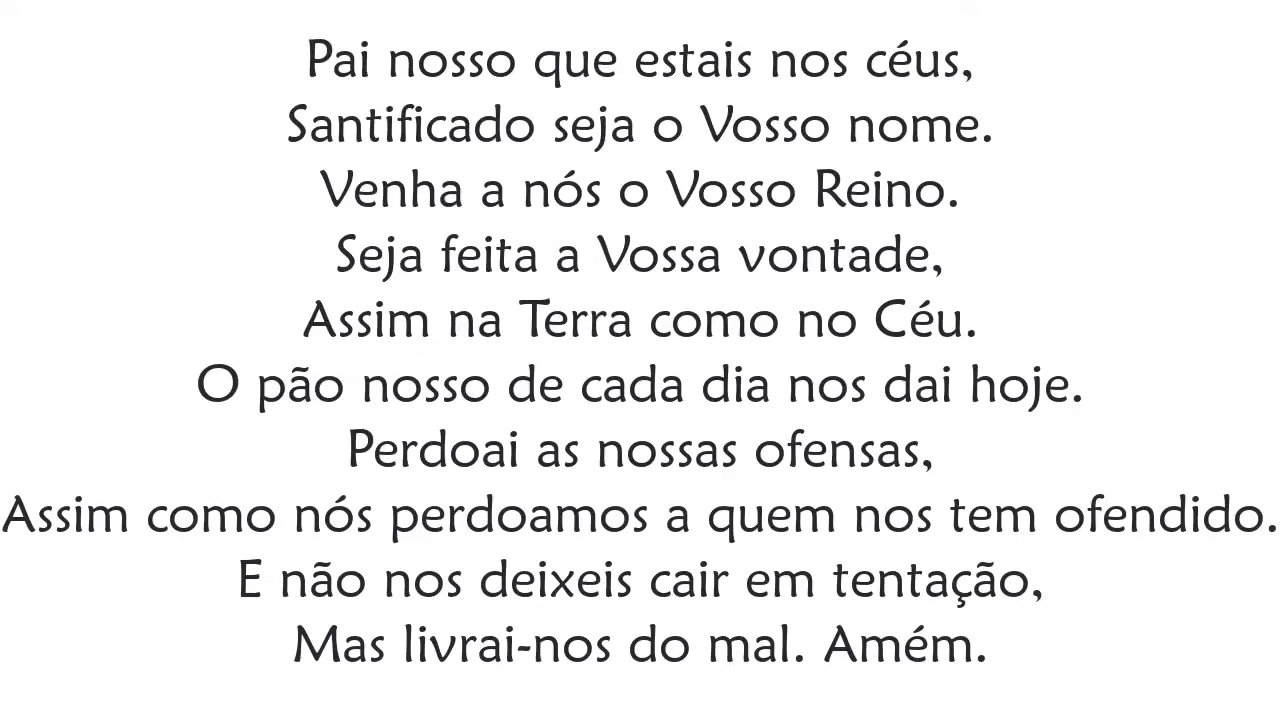 Pai nosso que estais nos céus,
Santificado seja o Vosso nome.
Venha a nós o Vosso Reino.
Seja feita a Vossa vontade,
Assim na Terra como no Céu.
O pão nosso de cada dia nos dai hoje.
Perdoai as nossas ofensas,
Assim como nós perdoamos a quem nos tem ofendido.
E não nos deixeis cair em tentação,
Mas livrai-nos do mal. Amém.